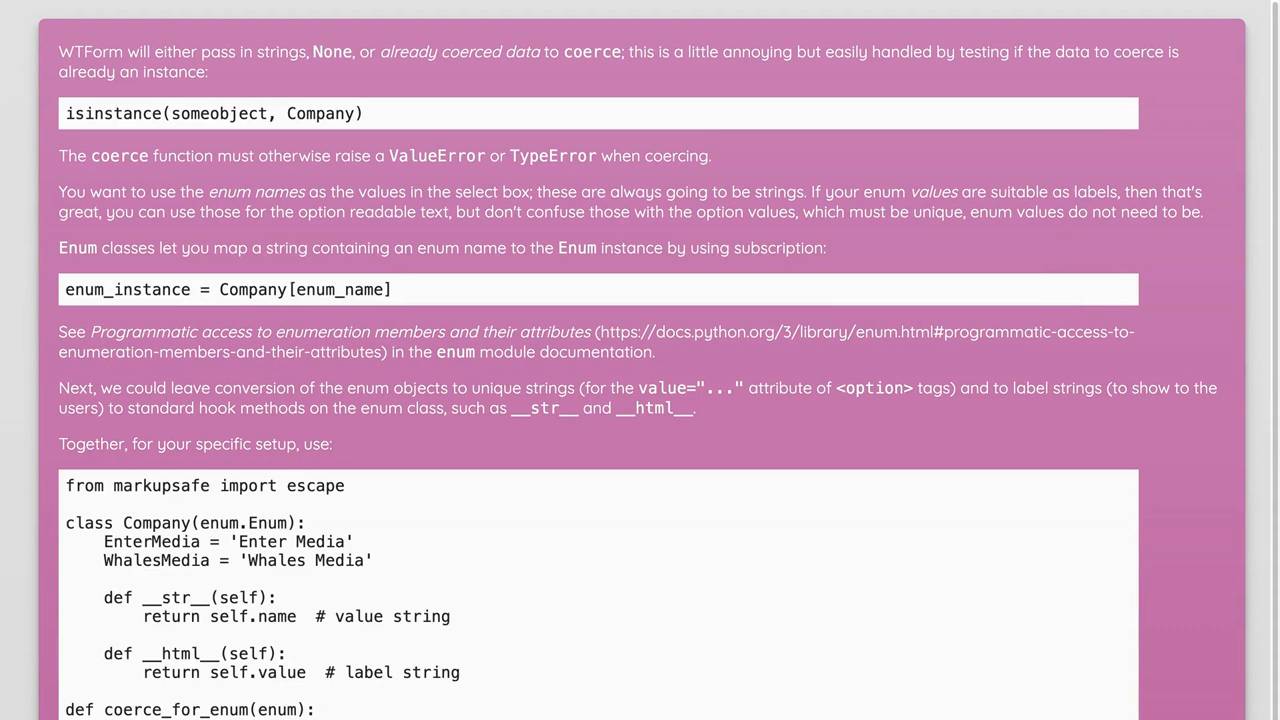 WTForm will either pass in strings, None, or already coerced data to coerce; this is a little annoying but easily handled by testing if the data to coerce is
already an instance:
isinstance(someobject, Company)
The coerce function must otherwise raise a ValueError or TypeError when coercing.
You want to use the enum names as the values in the select box; these are always going to be strings. If your enum values are suitable as labels, then that's
great, you can use those for the option readable text, but don't confuse those with the option values, which must be unique, enum values do not need to be.
Enum classes let you map a string containing an enum name to the Enum instance by using subscription:
enum_instance = Company[enum_name]
See Programmatic access to enumeration members and their attributes (https://docs.python.org/3/library/enum.html#programmatic-access-to-
enumeration-members-and-their-attributes) in the enum module documentation.
Next, we could leave conversion of the enum objects to unique strings (for the value="..." attribute of <option> tags) and to label strings (to show to the
users) to standard hook methods on the enum class, such as __str__ and __html__.
Together, for your specific setup, use:
from markupsafe import escape
class Company(enum.Enum):
    EnterMedia = 'Enter Media'
    WhalesMedia = 'Whales Media'
    def __str__(self):
        return self.name  # value string
    def __html__(self):
        return self.value  # label string
def coerce_for_enum(enum):